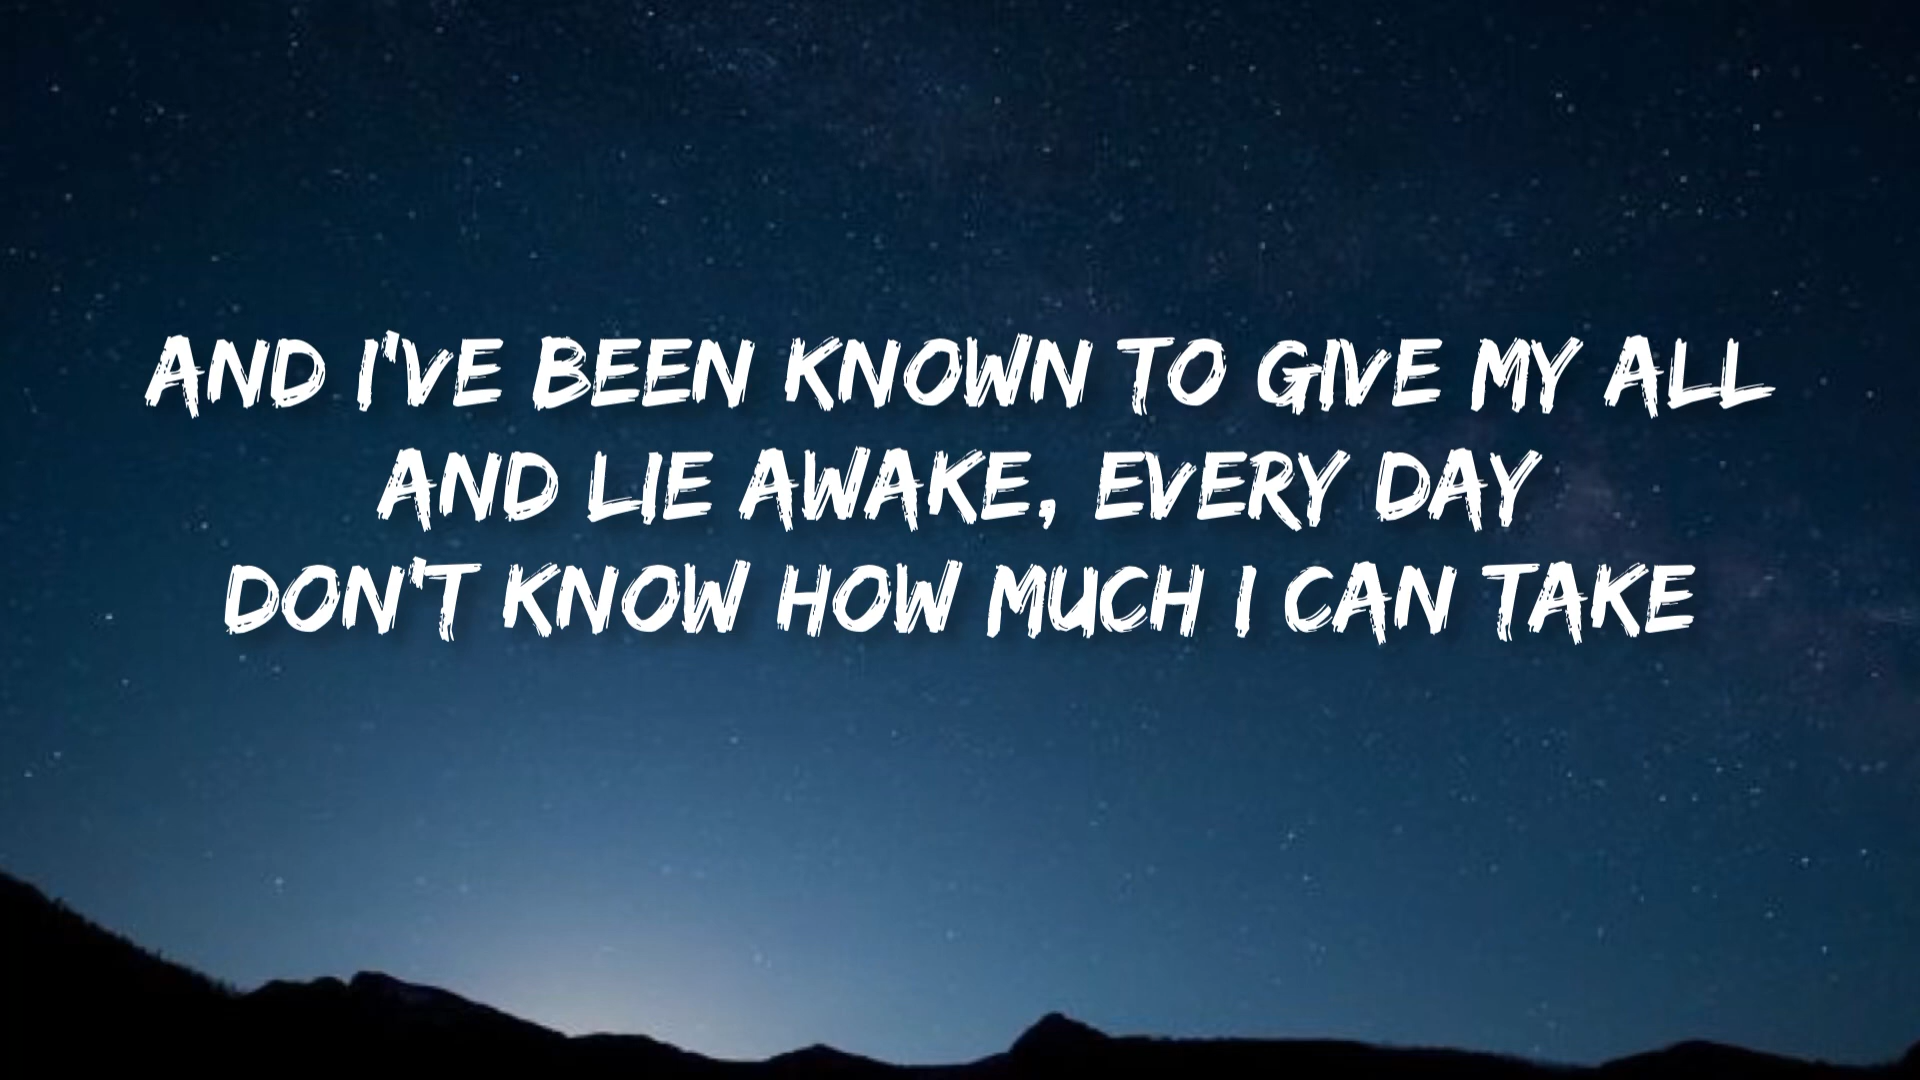 AND I'VE BEEN KNOWN TO GIVE MY ALL
AND LIE AWAKE, EVERY DAY
DON'T KNOW HOW MUCH I CAN TAKE